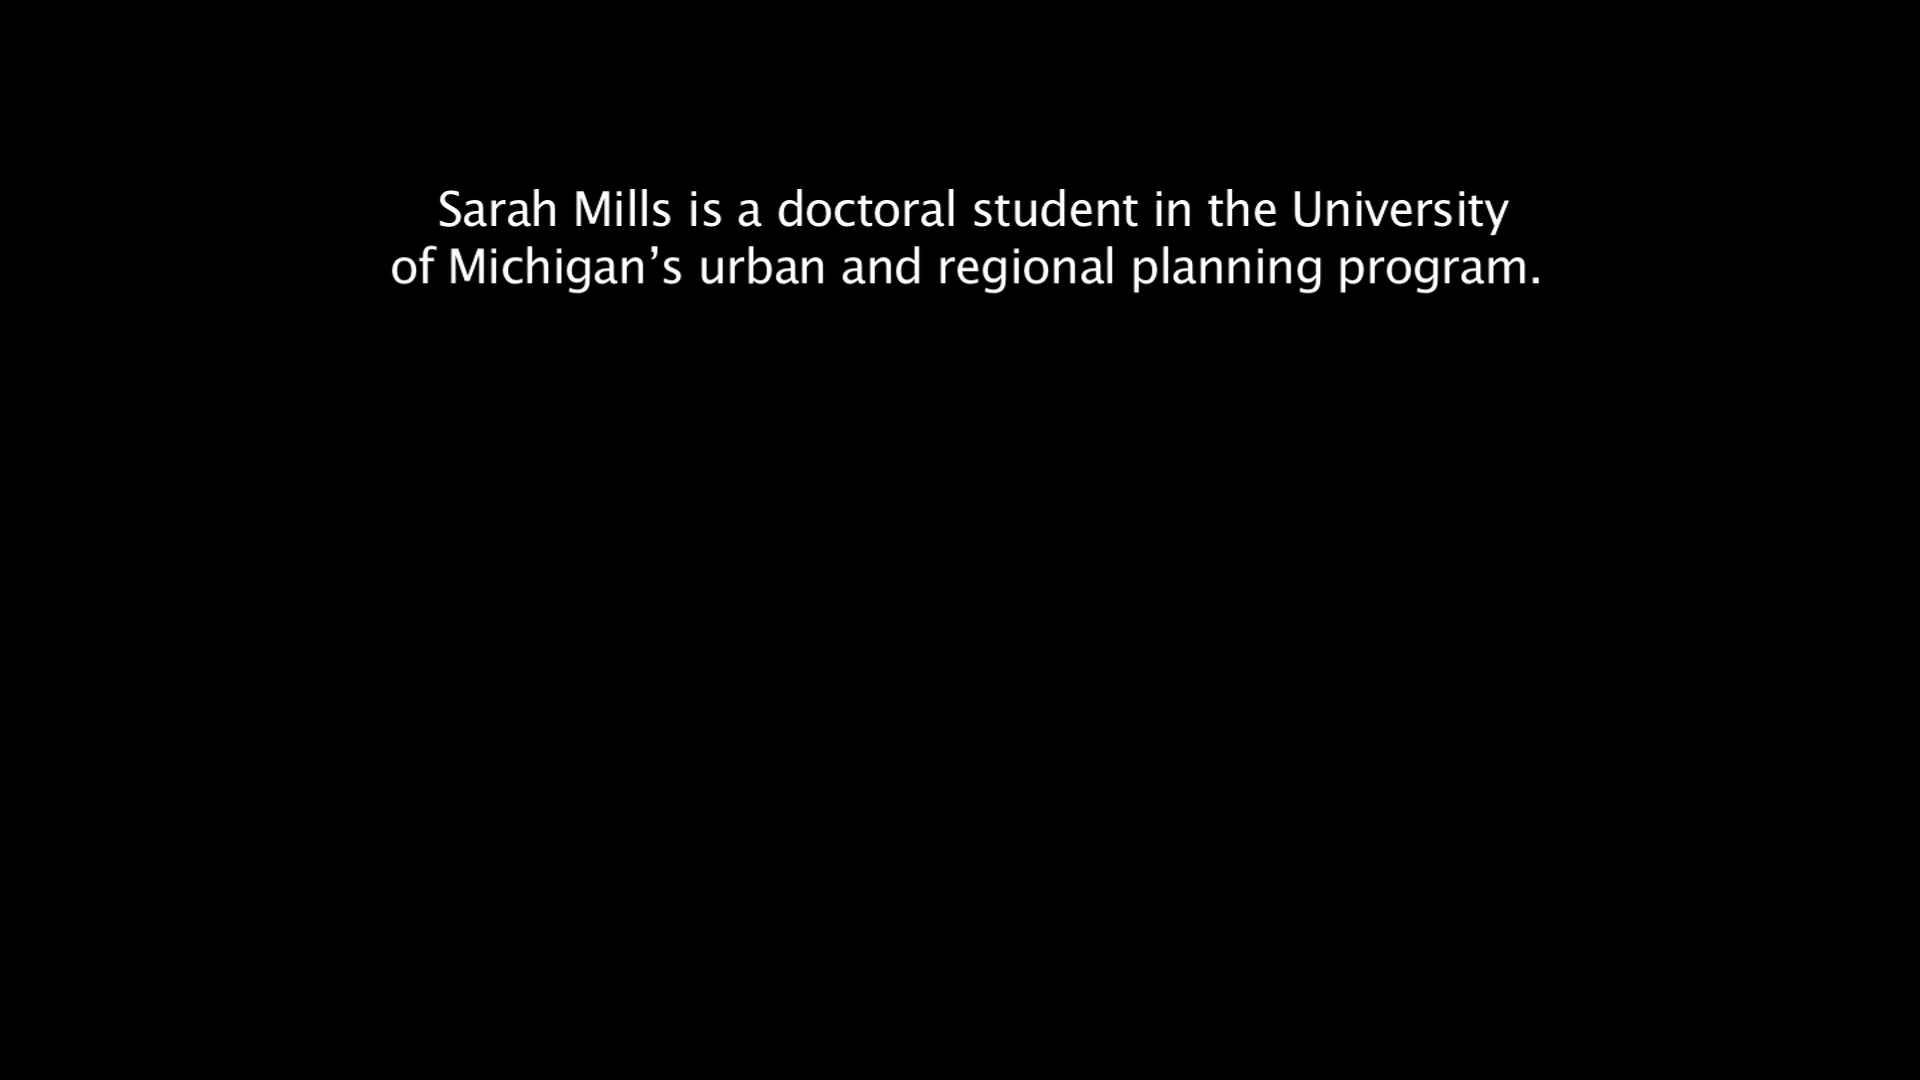 Sarah Mills is a doctoral student in the University
of Michigan’s urban and regional planning program.